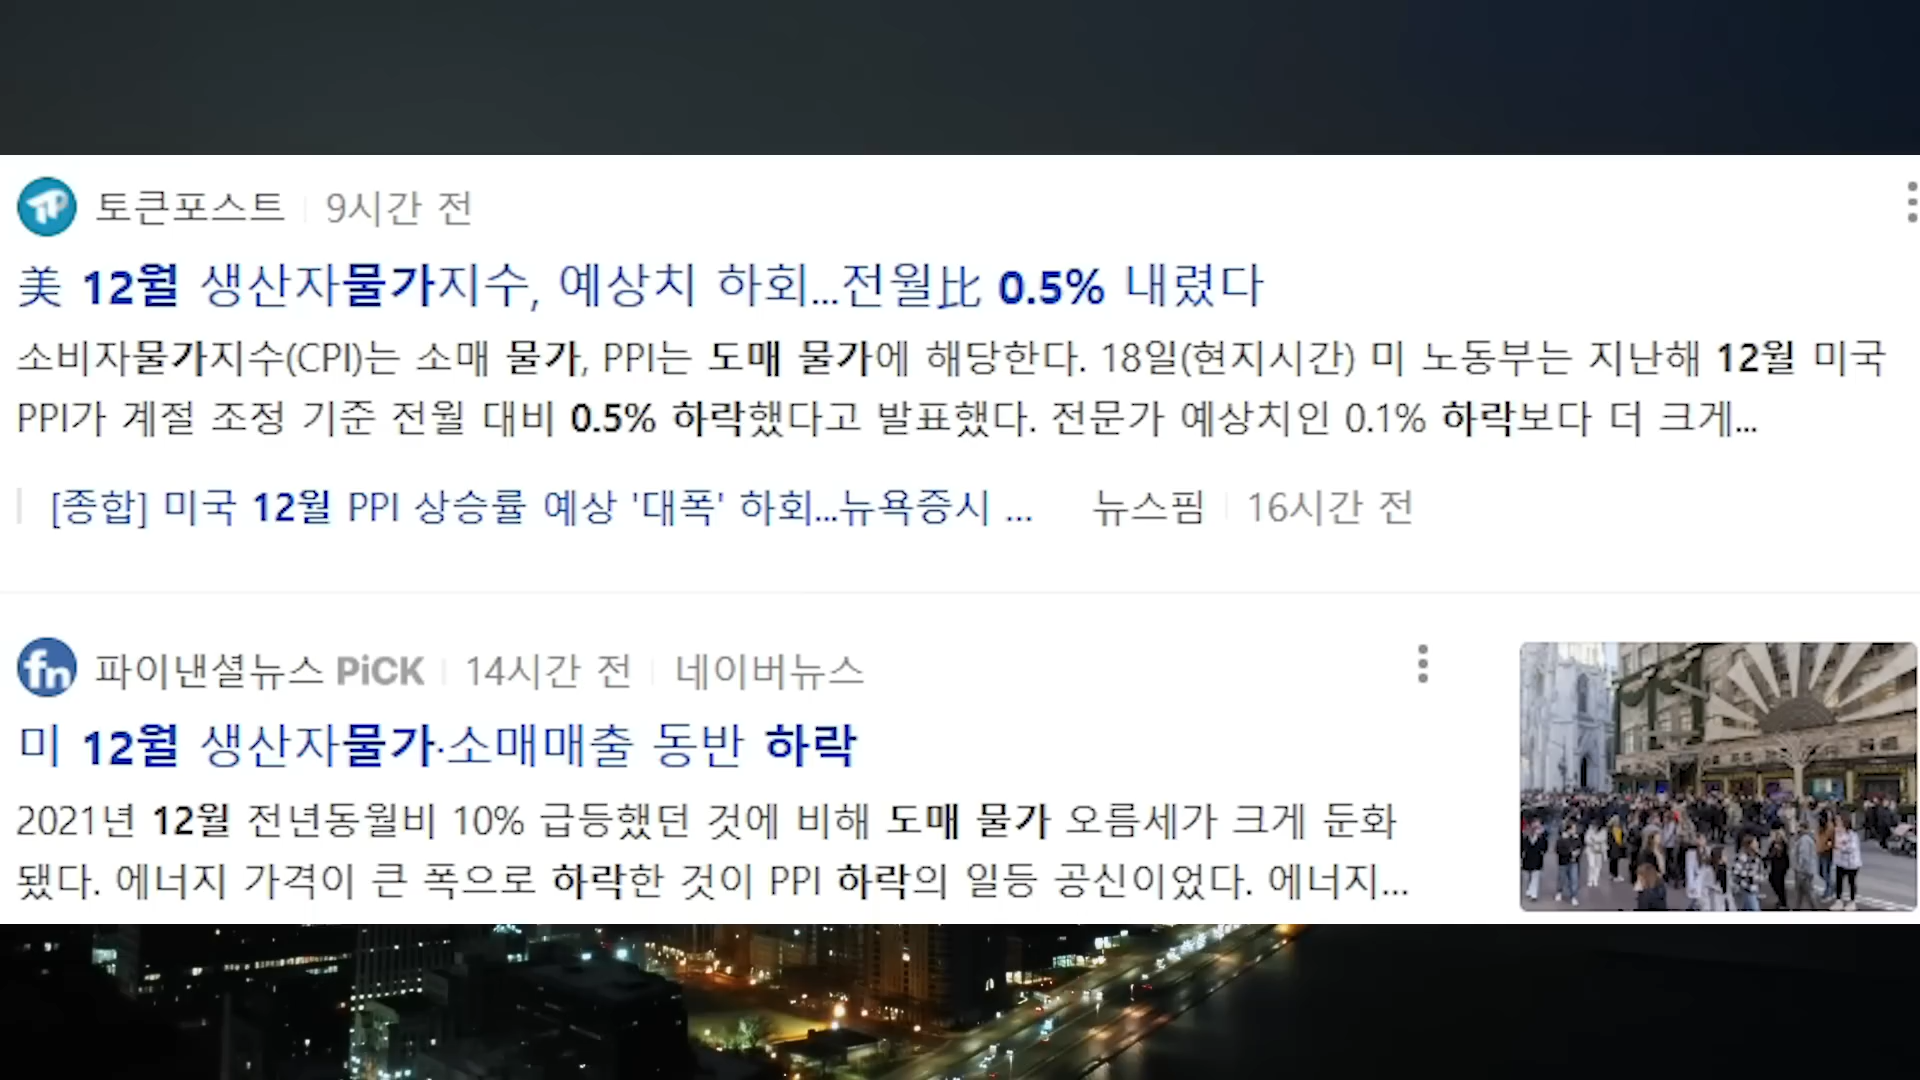 토큰포스트 9시간 전
美 12월 생산자물가지수, 예상치 하회...전월比 0.5% 내렸다
소비자물가지수(CPI)는 소매 물가, PPI는 도매 물가에 해당한다. 18일(현지시간) 미 노동부는 지난해 12월 미국
PPI가 계절 조정 기준 전월 대비 0.5% 하락했다고 발표했다. 전문가 예상치인 0.1% 하락보다 더 크게...
[종합] 미국 12월 PPI 상승률 예상 '대폭' 하회...뉴욕증시 ... 뉴스핌 16시간 전
fn 파이낸셜뉴스 PiCK 14시간 전 네이버뉴스
미 12월 생산자물가·소매매출 동반 하락
2021년 12월 전년동월비 10% 급등했던 것에 비해 도매 물가 오름세가 크게 둔화
됐다. 에너지 가격이 큰 폭으로 하락한 것이 PPI 하락의 일등 공신이었다. 에너지...